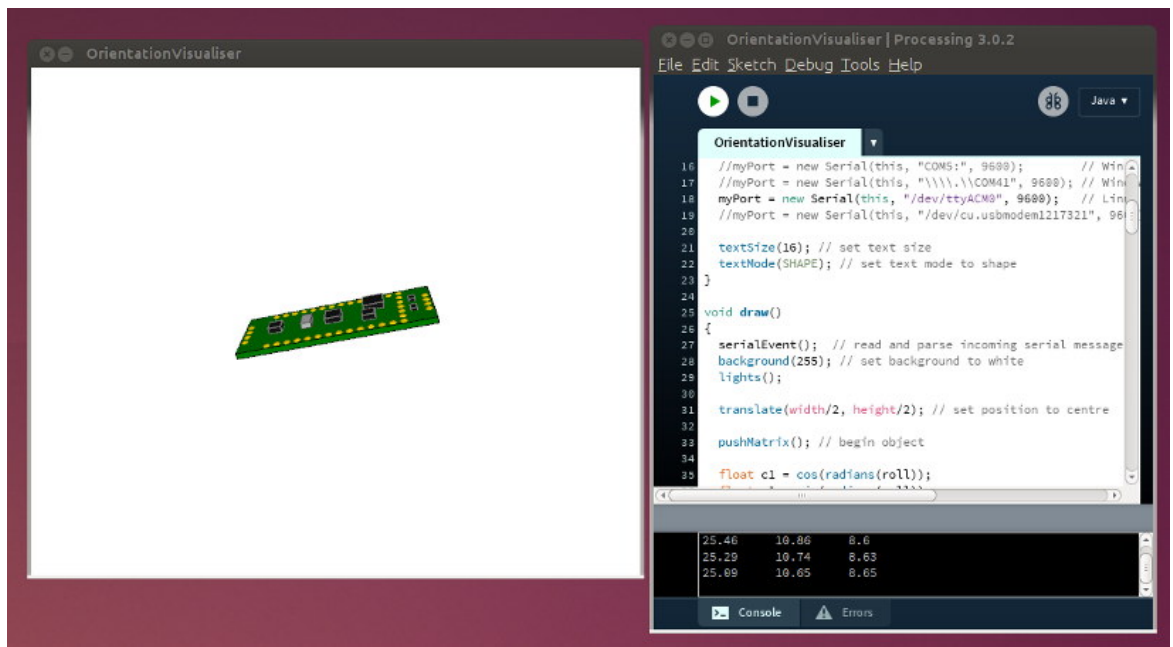 OrientationVisualiser
OrientationVisualiser | Processing 3.0.2
File Edit Sketch Debug Tools Help
Java
OrientationVisualiser
16 //myPort = new Serial(this, "COM5:", 9600); // Win
17 //myPort = new Serial(this, "\\\\.\\COM41", 9600); // Win
18 myPort = new Serial(this, "/dev/ttyACM0", 9600); // Lin
19 //myPort = new Serial(this, "/dev/cu.usbmodem1217321", 96
20
21 textSize(16); // set text size
22 textMode(SHAPE); // set text mode to shape
23 }
24
25 void draw()
26 {
27 serialEvent(); // read and parse incoming serial message
28 background(255); // set background to white
29 lights();
30
31 translate(width/2, height/2); // set position to centre
32
33 pushMatrix(); // begin object
34
35 float c1 = cos(radians(roll));
25.46 10.86 8.6
25.29 10.74 8.63
25.09 10.65 8.65
Console Errors